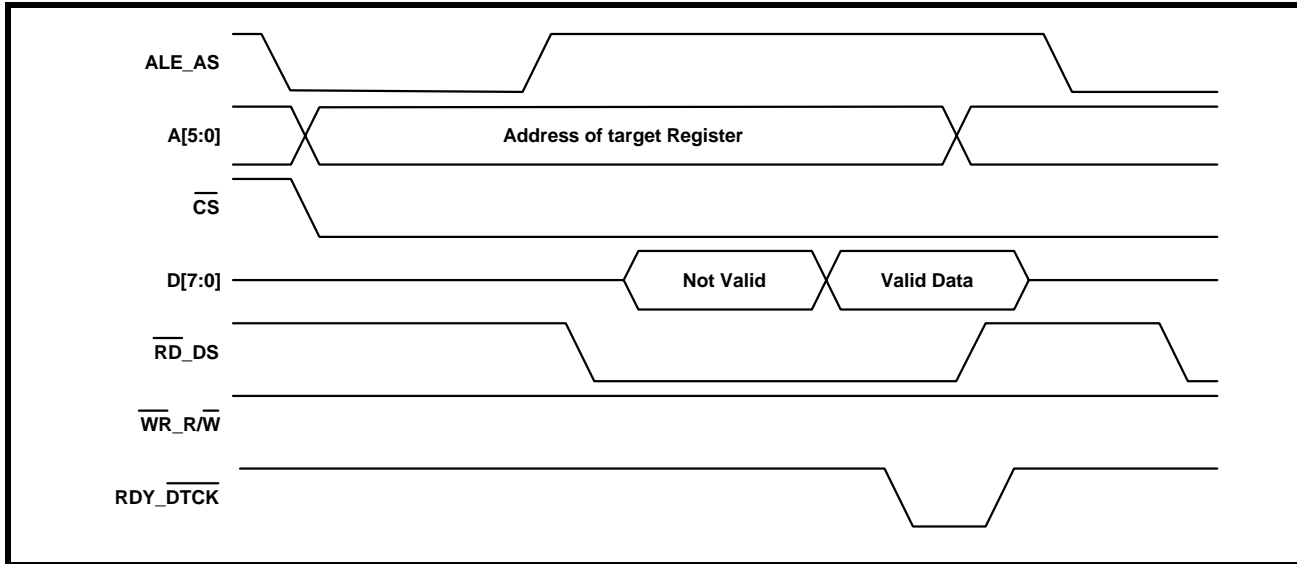 ALE_AS
A[5:0]
Address of target Register
CS
D[7:0]
Not Valid
Valid Data
RD_DS
WR_R/W
RDY_DTCK